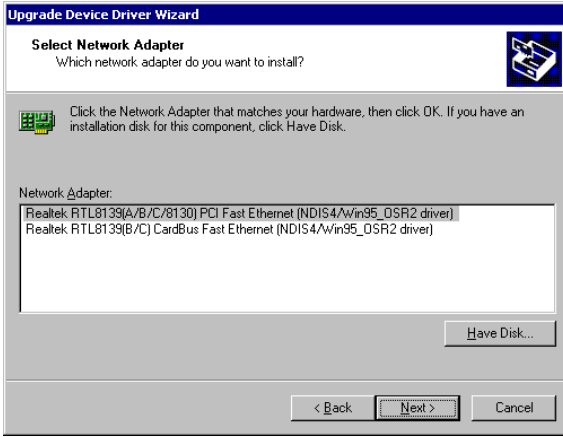 Upgrade Device Driver Wizard
Select Network Adapter
Which network adapter do you want to install?
Click the Network Adapter that matches your hardware, then click OK. If you have an
installation disk for this component, click Have Disk.
Network Adapter:
Realtek RTL8139(A/B/C/8130) PCI Fast Ethernet (NDIS4/Win95_OSR2 driver)
Realtek RTL8139(B/C) CardBus Fast Ethernet (NDIS4/Win95_OSR2 driver)
Have Disk...
< Back
Next >
Cancel